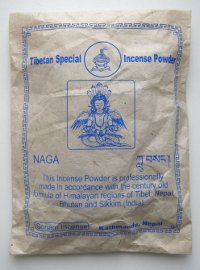 Tibetan Special Incense Powder
NAGA
This Incense Powder is professionally
made in accordance with the century old
formula of Himalayan regions of Tibet, Nepal,
Bhutan and Sikkim (India).
Kathmandu, Nepal